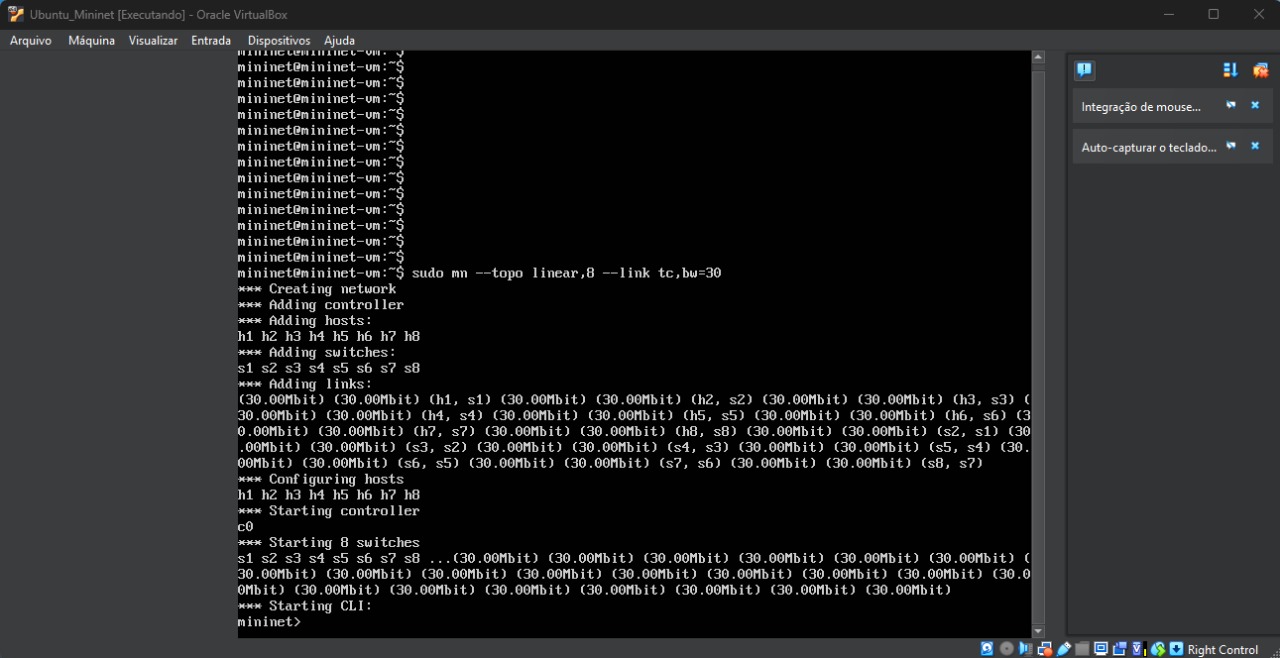 Ubuntu_Mininet [Executando] - Oracle VirtualBox
Arquivo Máquina Visualizar Entrada Dispositivos Ajuda
mininet@mininet-vm:~$
mininet@mininet-vm:~$
mininet@mininet-vm:~$
mininet@mininet-vm:~$
mininet@mininet-vm:~$
mininet@mininet-vm:~$
mininet@mininet-vm:~$
mininet@mininet-vm:~$
mininet@mininet-vm:~$
mininet@mininet-vm:~$
mininet@mininet-vm:~$
mininet@mininet-vm:~$
mininet@mininet-vm:~$
mininet@mininet-vm:~$
mininet@mininet-vm:~$ sudo mn --topo linear,8 --link tc,bw=30
*** Creating network
*** Adding controller
*** Adding hosts:
h1 h2 h3 h4 h5 h6 h7 h8
*** Adding switches:
s1 s2 s3 s4 s5 s6 s7 s8
*** Adding links:
(30.00Mbit) (30.00Mbit) (h1, s1) (30.00Mbit) (30.00Mbit) (h2, s2) (30.00Mbit) (30.00Mbit) (h3, s3) (
30.00Mbit) (30.00Mbit) (h4, s4) (30.00Mbit) (30.00Mbit) (h5, s5) (30.00Mbit) (30.00Mbit) (h6, s6) (3
0.00Mbit) (30.00Mbit) (h7, s7) (30.00Mbit) (30.00Mbit) (h8, s8) (30.00Mbit) (30.00Mbit) (s2, s1) (30
.00Mbit) (30.00Mbit) (s3, s2) (30.00Mbit) (30.00Mbit) (s4, s3) (30.00Mbit) (30.00Mbit) (s5, s4) (30.
00Mbit) (30.00Mbit) (s6, s5) (30.00Mbit) (30.00Mbit) (s7, s6) (30.00Mbit) (30.00Mbit) (s8, s7)
*** Configuring hosts
h1 h2 h3 h4 h5 h6 h7 h8
*** Starting controller
c0
*** Starting 8 switches
s1 s2 s3 s4 s5 s6 s7 s8 ...(30.00Mbit) (30.00Mbit) (30.00Mbit) (30.00Mbit) (30.00Mbit) (30.00Mbit) (
30.00Mbit) (30.00Mbit) (30.00Mbit) (30.00Mbit) (30.00Mbit) (30.00Mbit) (30.00Mbit) (30.00Mbit) (30.0
0Mbit) (30.00Mbit) (30.00Mbit) (30.00Mbit) (30.00Mbit) (30.00Mbit) (30.00Mbit) (30.00Mbit)
*** Starting CLI:
mininet>
Integração de mouse...
Auto-capturar o teclado...
Right Control